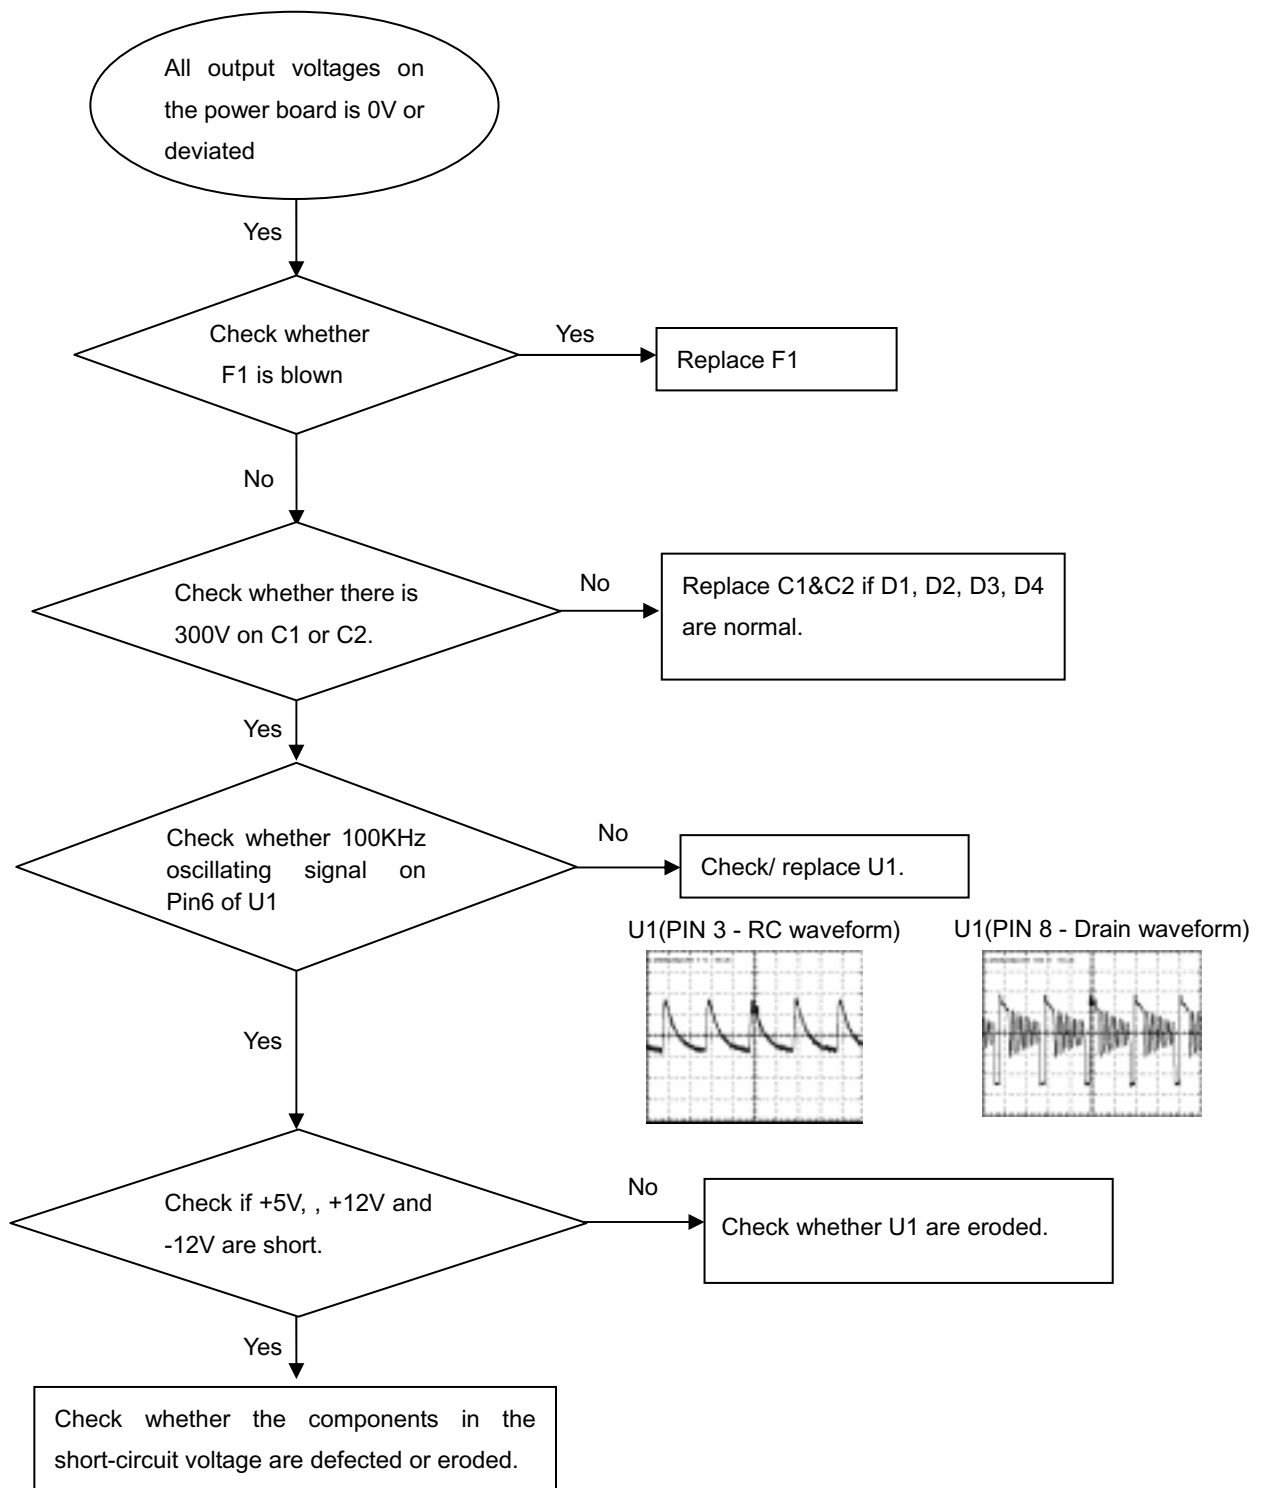 All output voltages on
the power board is 0V or
deviated
Yes
Check whether
F1 is blown
Yes
Replace F1
No
Check whether there is
300V on C1 or C2.
No
Replace C1&C2 if D1, D2, D3, D4
are normal.
Yes
Check whether 100KHz
oscillating signal on
Pin6 of U1
No
Check/ replace U1.
U1(PIN 3 - RC waveform)
U1(PIN 8 - Drain waveform)
Yes
Check if +5V, , +12V and
-12V are short.
No
Check whether U1 are eroded.
Yes
Check whether the components in the
short-circuit voltage are defected or eroded.